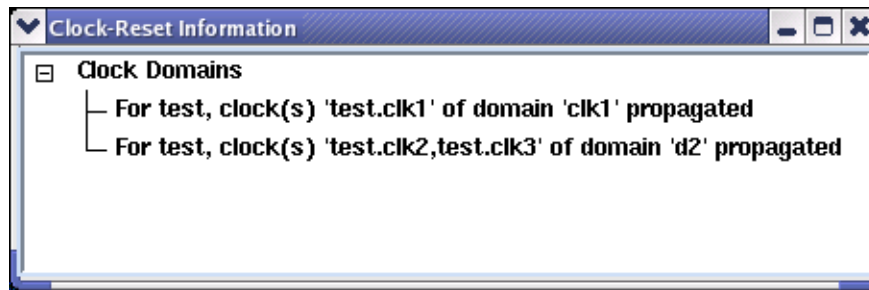 Clock-Reset Information
Clock Domains
For test, clock(s) 'test.clk1' of domain 'clk1' propagated
For test, clock(s) 'test.clk2,test.clk3' of domain 'd2' propagated